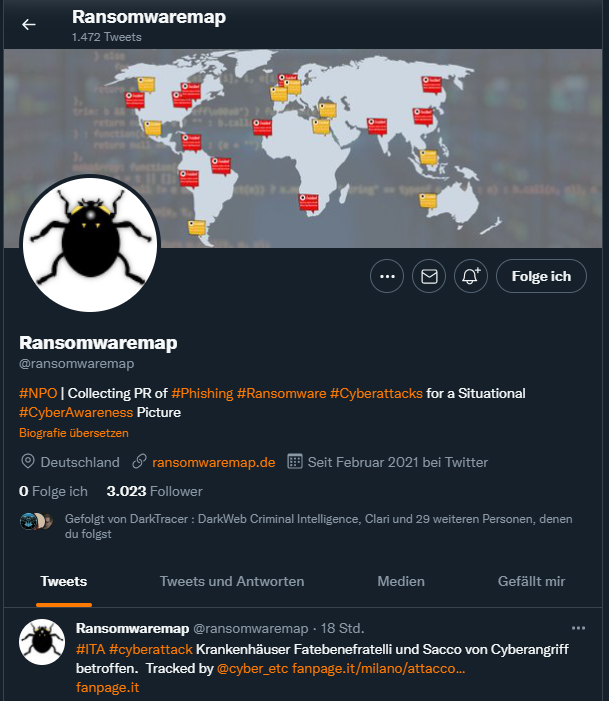 Ransomwaremap
1.472 Tweets
Folge ich
Ransomwaremap
@ransomwaremap
#NPO | Collecting PR of #Phishing #Ransomware #Cyberattacks for a Situational
#CyberAwareness Picture
Biografie übersetzen
Deutschland ransomwaremap.de Seit Februar 2021 bei Twitter
0 Folge ich 3.023 Follower
Gefolgt von DarkTracer : DarkWeb Criminal Intelligence, Clari und 29 weiteren Personen, denen
du folgst
Tweets Tweets und Antworten Medien Gefällt mir
Ransomwaremap @ransomwaremap · 18 Std.
#ITA #cyberattack Krankenhäuser Fatebenefratelli und Sacco von Cyberangriff
betroffen. Tracked by @cyber_etc fanpage.it/milano/attacco...
fanpage.it